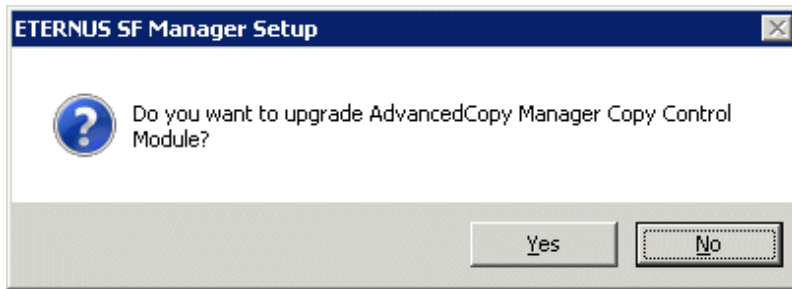 ETERNUS SF Manager Setup
Do you want to upgrade AdvancedCopy Manager Copy Control
Module?
Yes No